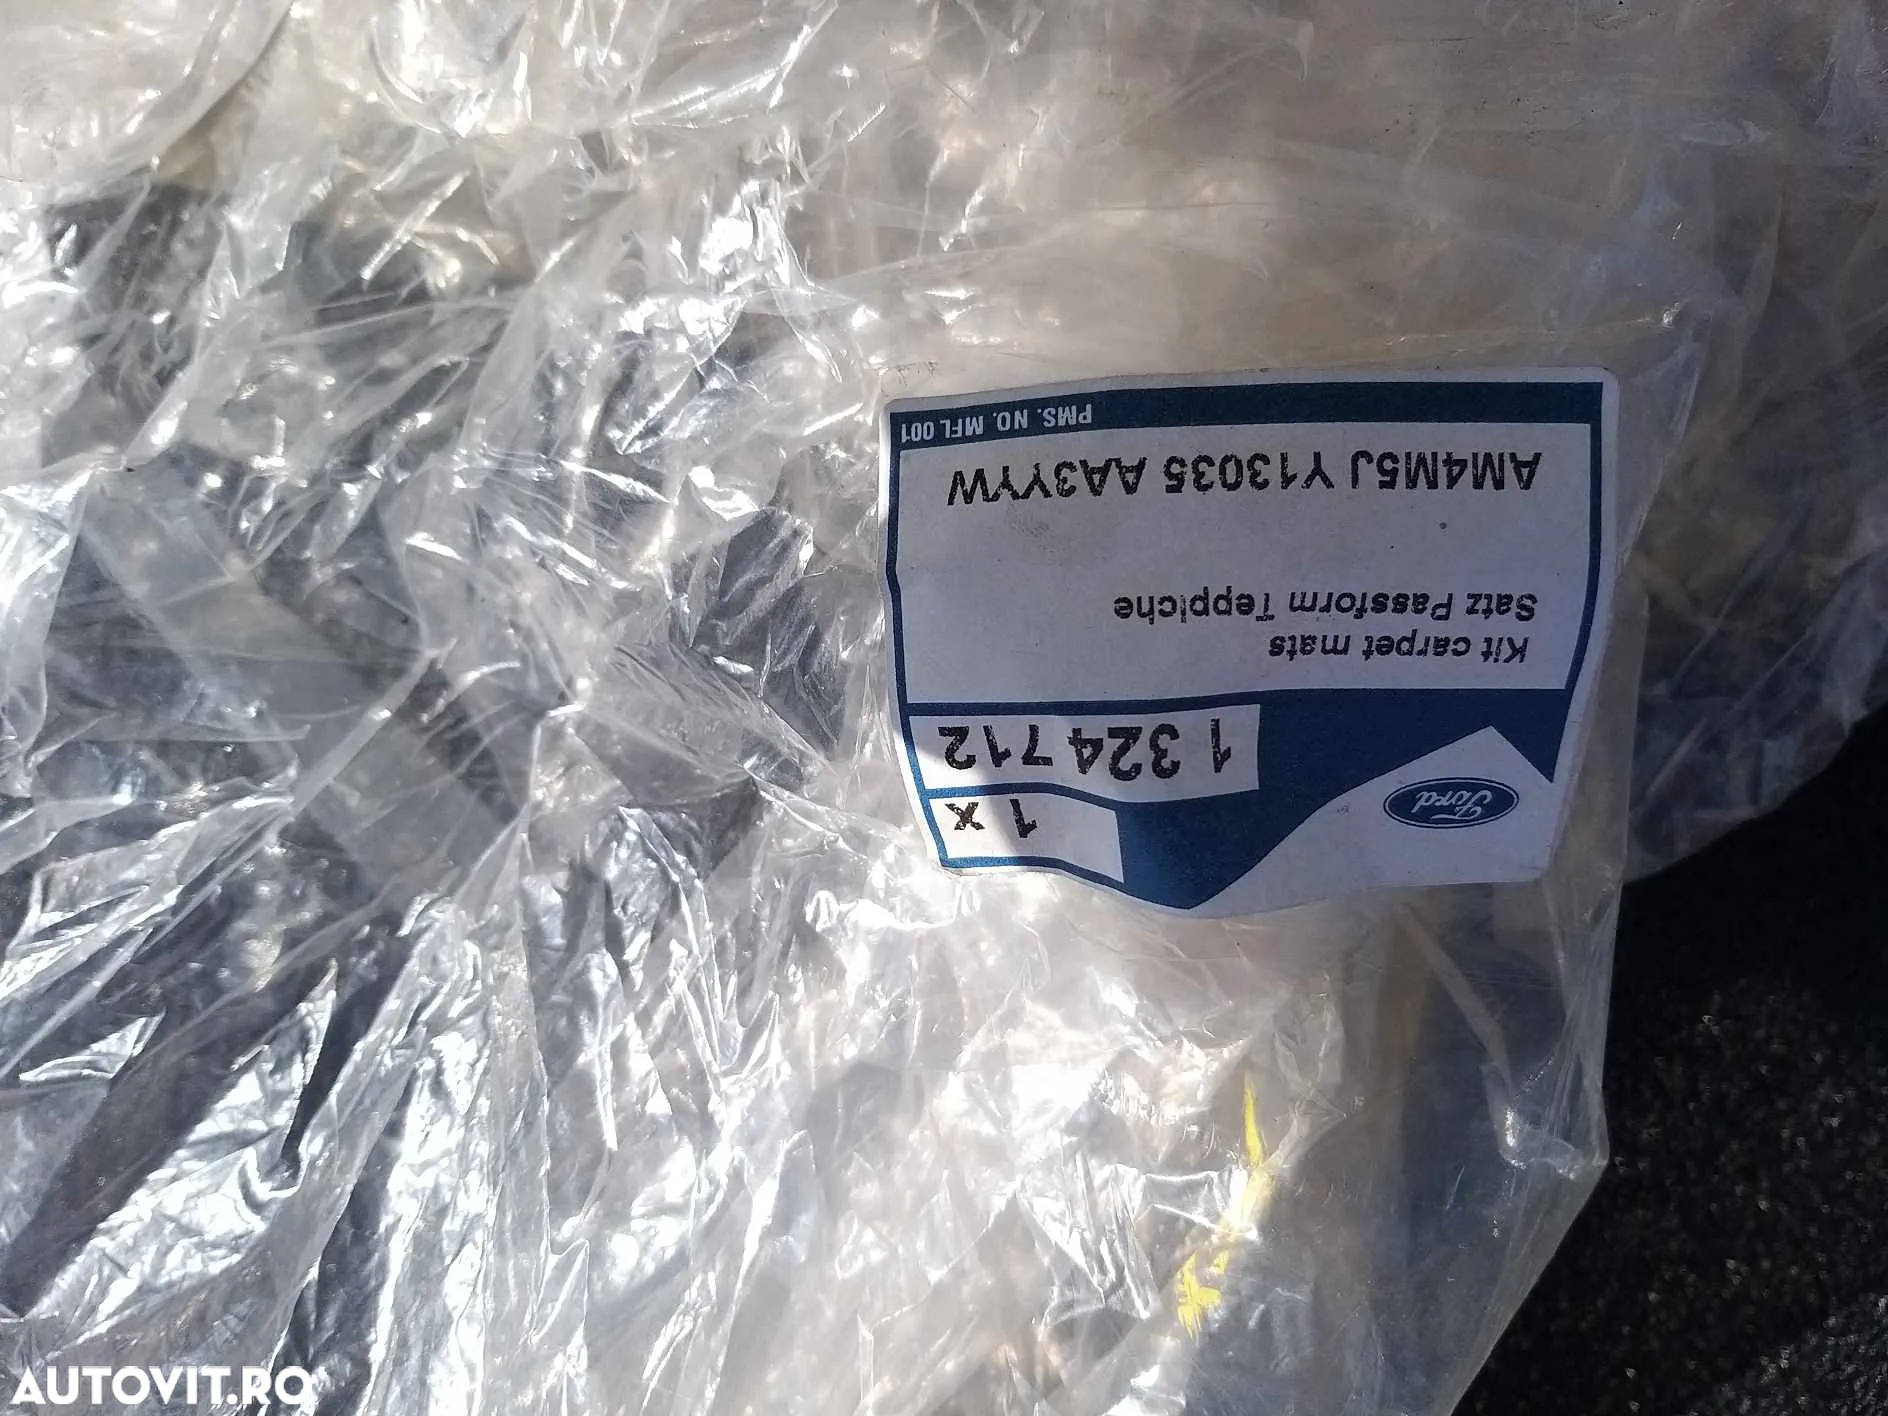 Ford
1 x
1 324 712
Kit carpet mats
Satz Passform Teppiche
AM4M5J Y13035 AA3YYW
PMS. NO. MFL 001
AUTOVIT.RO